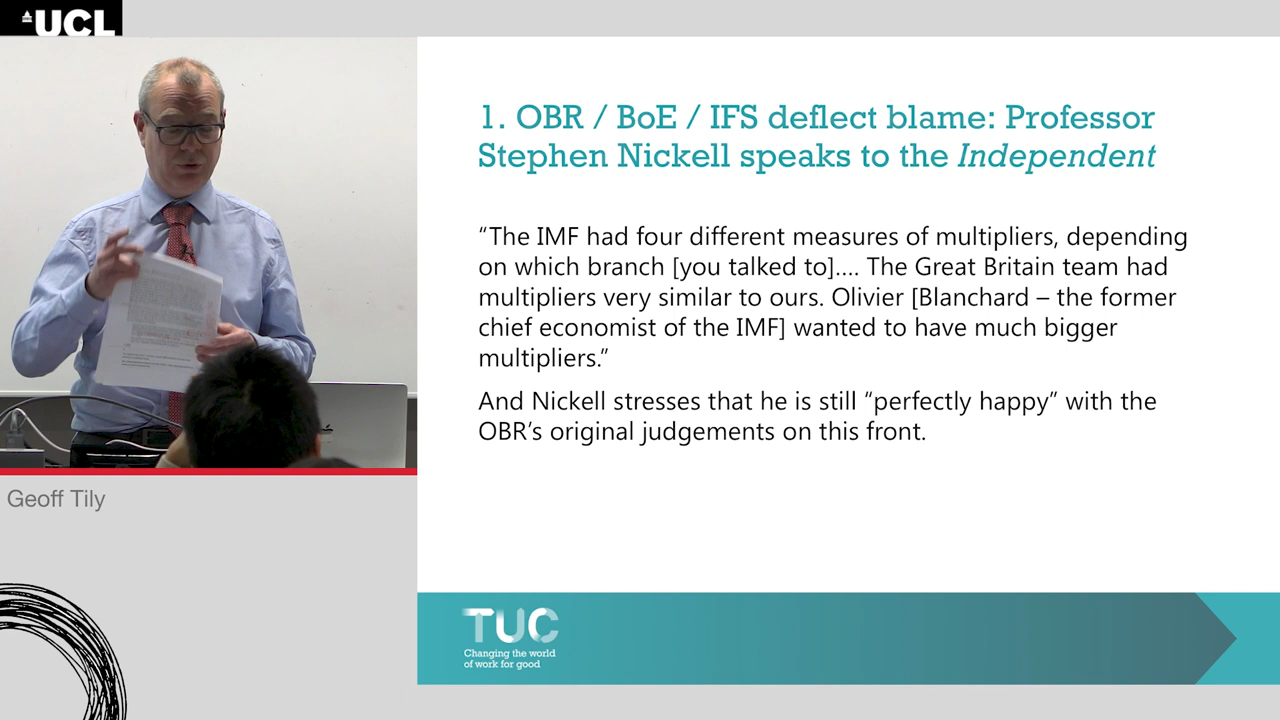 UCL
1. OBR / BoE / IFS deflect blame: Professor
Stephen Nickell speaks to the Independent
“The IMF had four different measures of multipliers, depending
on which branch [you talked to]…. The Great Britain team had
multipliers very similar to ours. Olivier [Blanchard – the former
chief economist of the IMF] wanted to have much bigger
multipliers.”
And Nickell stresses that he is still “perfectly happy” with the
OBR’s original judgements on this front.
Geoff Tily
TUC
Changing the world
of work for good